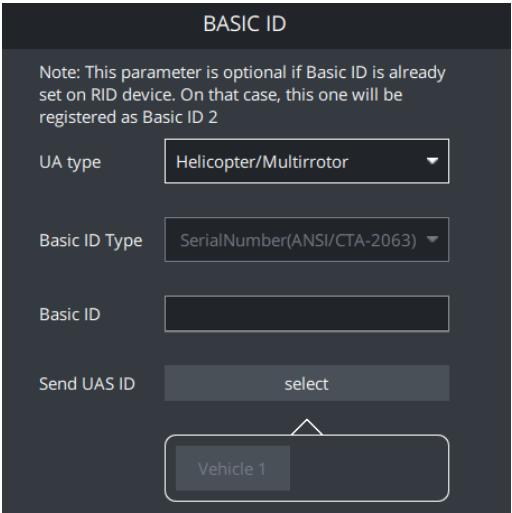 BASIC ID
Note: This parameter is optional if Basic ID is already
set on RID device. On that case, this one will be
registered as Basic ID 2
UA type Helicopter/Multirrotor
Basic ID Type SerialNumber(ANSI/CTA-2063)
Basic ID
Send UAS ID select
Vehicle 1